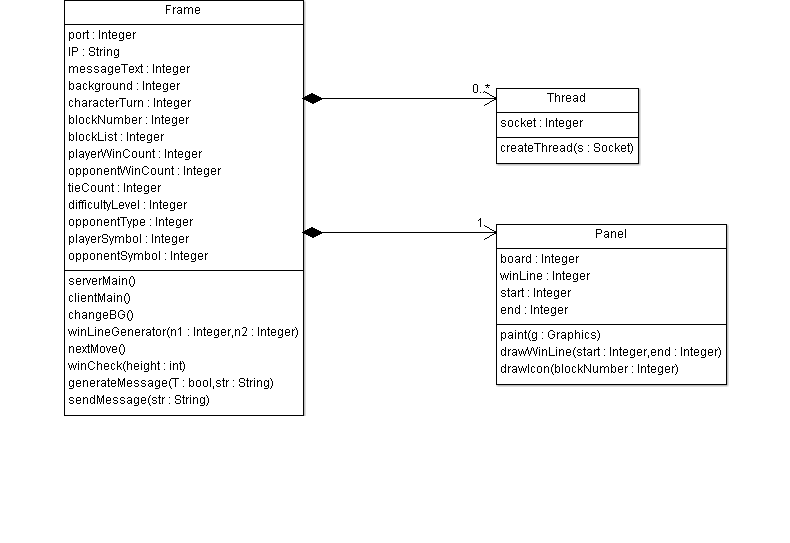 Frame
port : Integer
IP : String
messageText : Integer
background : Integer
characterTurn : Integer
blockNumber : Integer
blockList : Integer
playerWinCount : Integer
opponentWinCount : Integer
tieCount : Integer
difficultyLevel : Integer
opponentType : Integer
playerSymbol : Integer
opponentSymbol : Integer
serverMain()
clientMain()
changeBG()
winLineGenerator(n1 : Integer,n2 : Integer)
nextMove()
winCheck(height : int)
generateMessage(T : bool,str : String)
sendMessage(str : String)
0..*
Thread
socket : Integer
createThread(s : Socket)
1
Panel
board : Integer
winLine : Integer
start : Integer
end : Integer
paint(g : Graphics)
drawWinLine(start : Integer,end : Integer)
drawIcon(blockNumber : Integer)